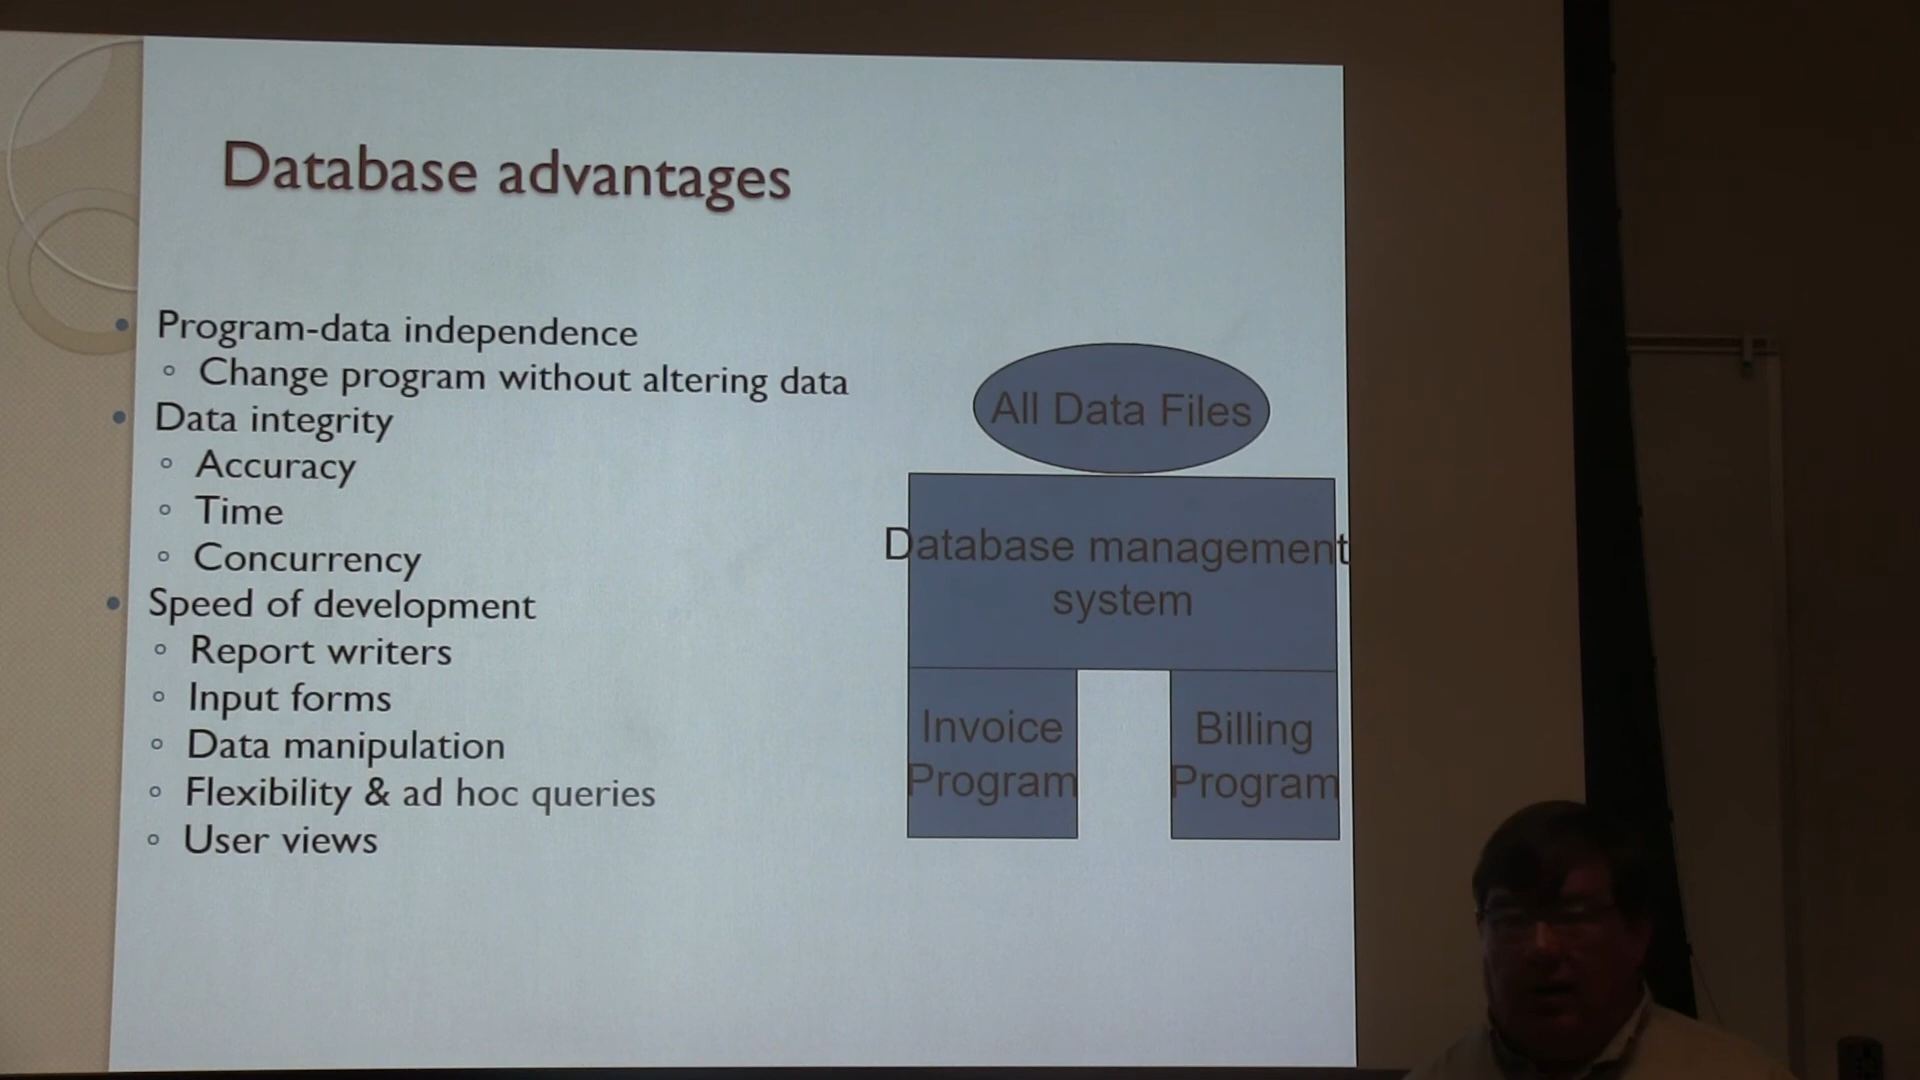 Database advantages
Program-data independence
Change program without altering data
Data integrity
Accuracy
Time
Concurrency
Speed of development
Report writers
Input forms
Data manipulation
Flexibility & ad hoc queries
User views
All Data Files
Database management
system
Invoice
Program
Billing
Program